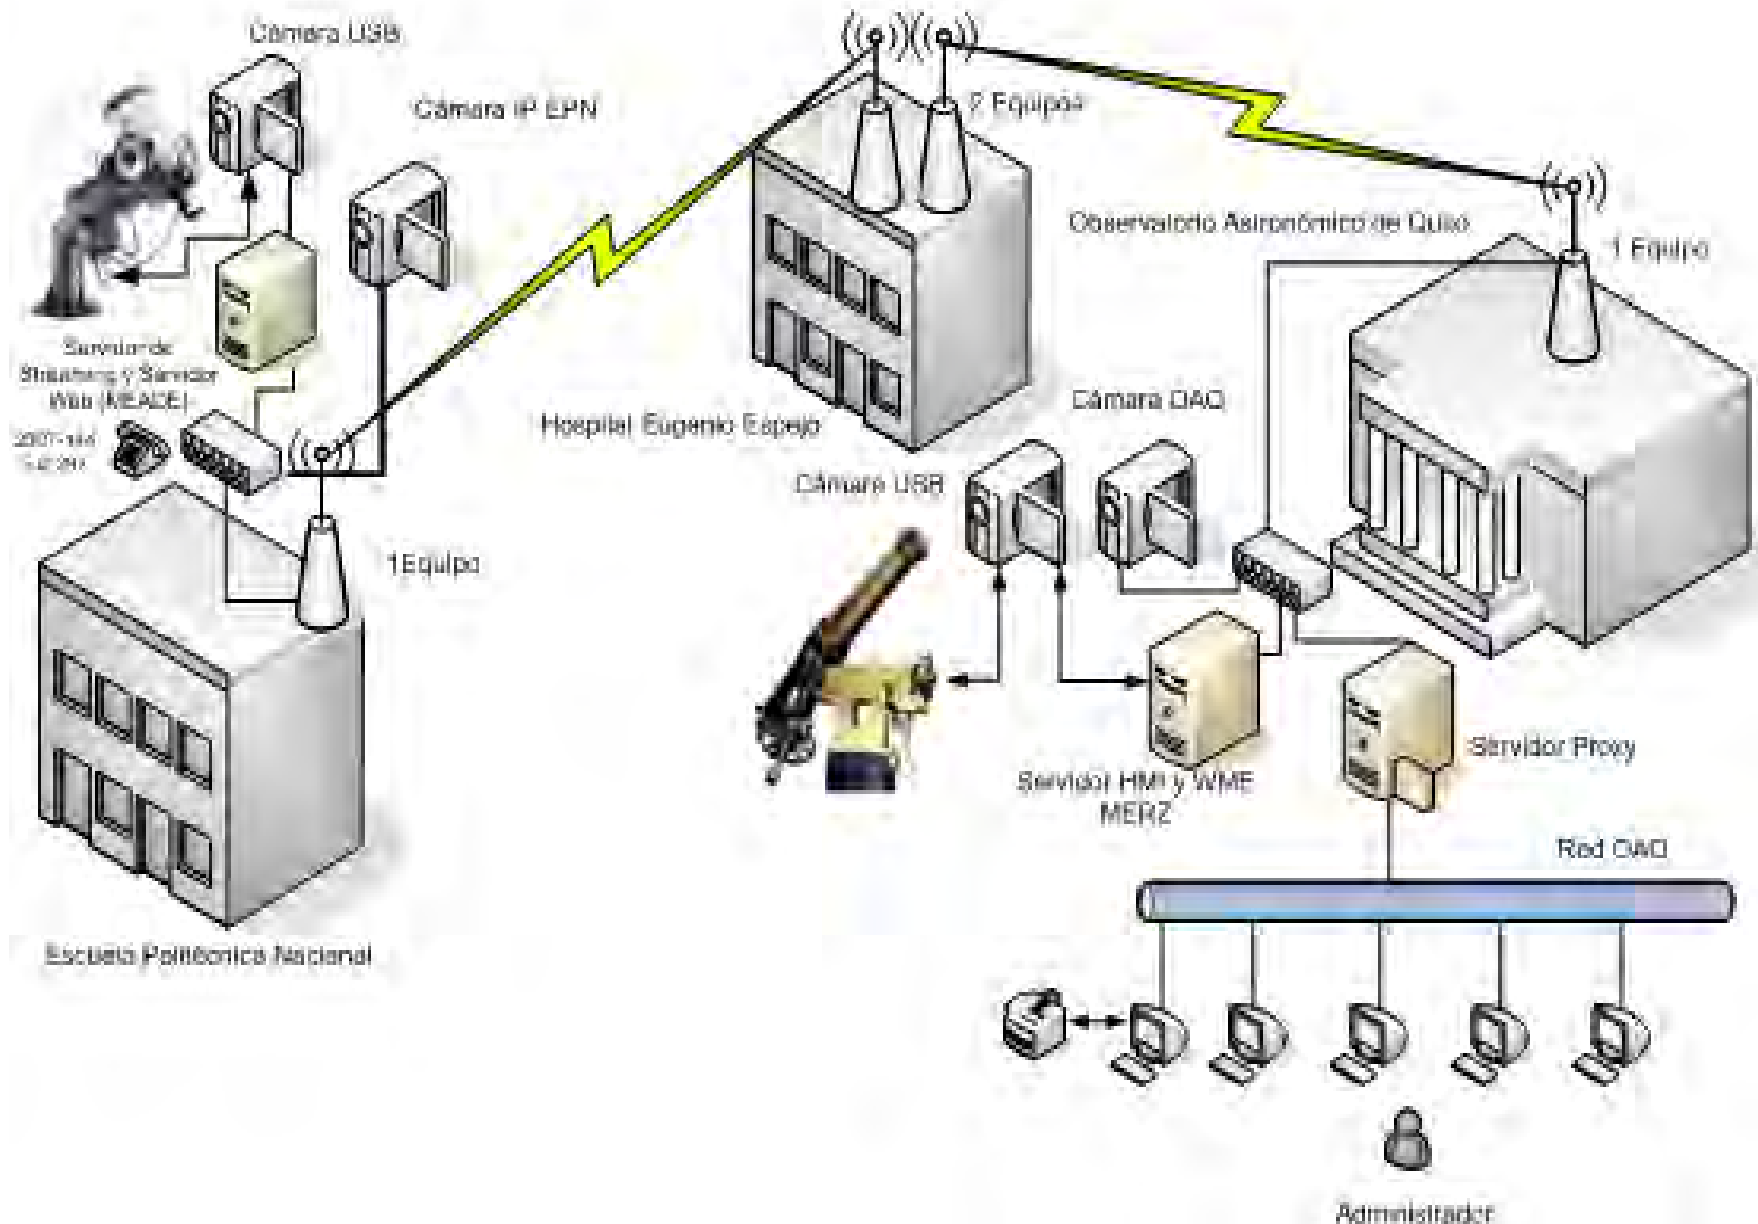 Cámara USB
Cámara IP EPN
2 Equipos
Observatorio Astronómico de Quito
1 Equipo
Servidor de
Streaming y Servidor
Web (MEADE)
Hospital Eugenio Espejo
Cámara OAQ
Cámara USB
1Equipo
Servidor Proxy
Servidor HMI y WME
MERZ
Red OAQ
Escuela Politécnica Nacional
Administrador